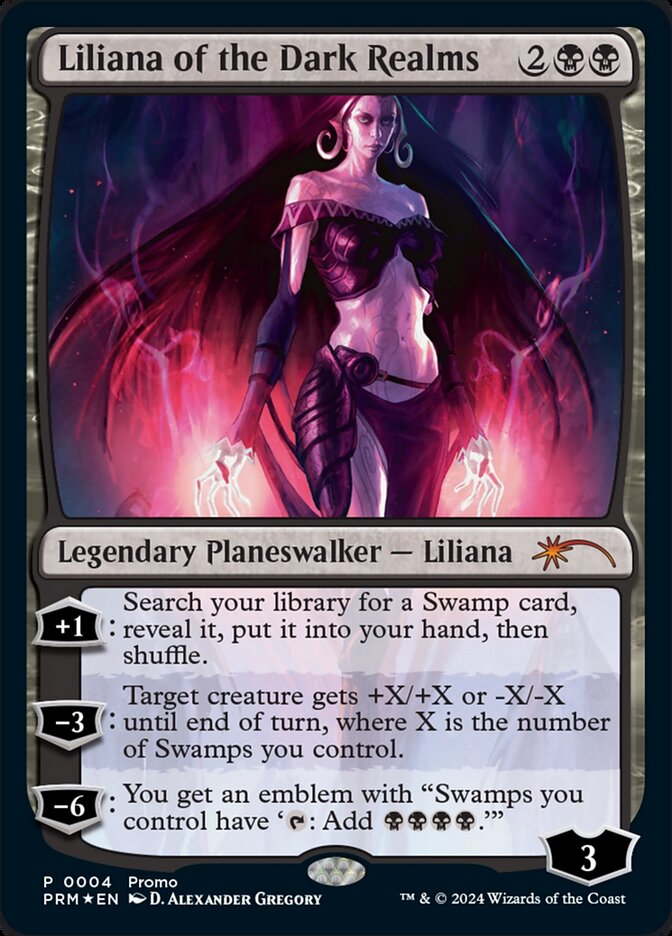 Liliana of the Dark Realms 2
Legendary Planeswalker — Liliana
+1: Search your library for a Swamp card,
reveal it, put it into your hand, then
shuffle.
−3: Target creature gets +X/+X or -X/-X
until end of turn, where X is the number
of Swamps you control.
−6: You get an emblem with “Swamps you
control have ‘: Add .’”
3
P 0004 Promo
PRM★EN D. Alexander Gregory ™ & © 2024 Wizards of the Coast